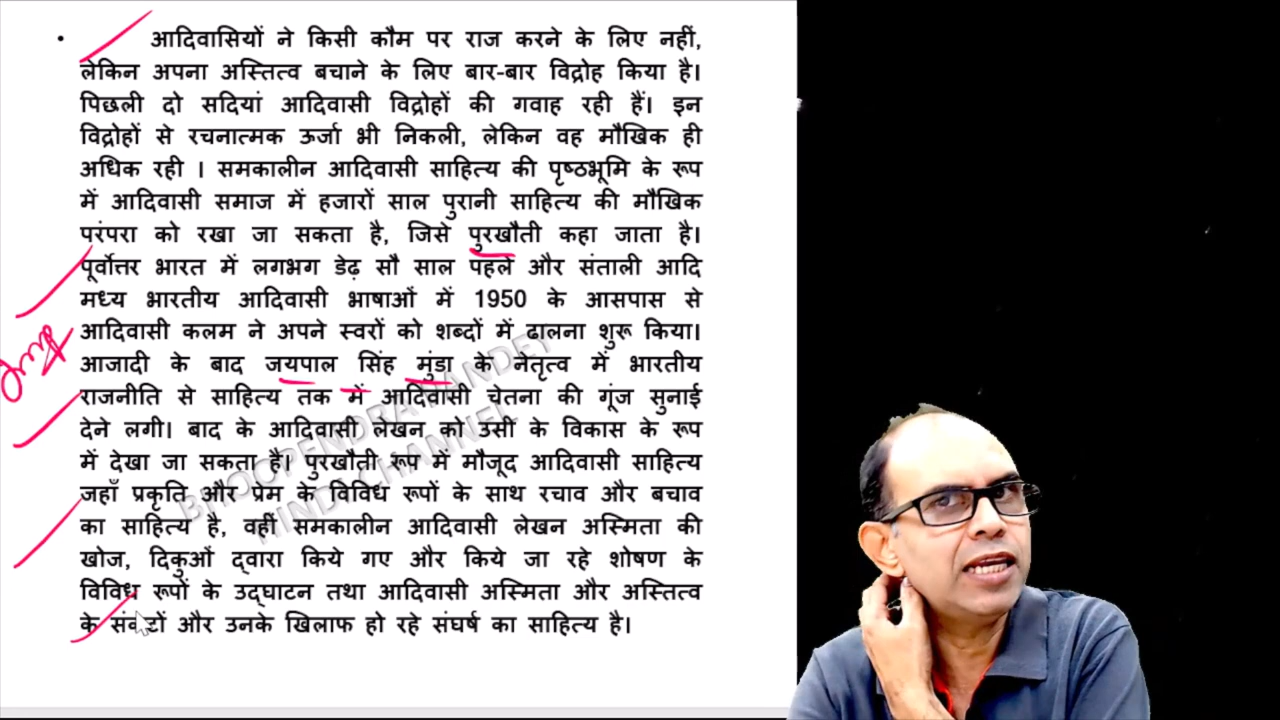 • आदिवासियों ने किसी कौम पर राज करने के लिए नहीं,
लेकिन अपना अस्तित्व बचाने के लिए बार-बार विद्रोह किया है।
पिछली दो सदियां आदिवासी विद्रोहों की गवाह रही हैं। इन
विद्रोहों से रचनात्मक ऊर्जा भी निकली, लेकिन वह मौखिक ही
अधिक रही । समकालीन आदिवासी साहित्य की पृष्ठभूमि के रूप
में आदिवासी समाज में हजारों साल पुरानी साहित्य की मौखिक
परंपरा को रखा जा सकता है, जिसे पुरखौती कहा जाता है।
पूर्वोत्तर भारत में लगभग डेढ़ सौ साल पहले और संताली आदि
मध्य भारतीय आदिवासी भाषाओं में 1950 के आसपास से
आदिवासी कलम ने अपने स्वरों को शब्दों में ढालना शुरू किया।
आजादी के बाद जयपाल सिंह मुंडा के नेतृत्व में भारतीय
राजनीति से साहित्य तक में आदिवासी चेतना की गूंज सुनाई
देने लगी। बाद के आदिवासी लेखन को उसी के विकास के रूप
में देखा जा सकता है। पुरखौती रूप में मौजूद आदिवासी साहित्य
जहाँ प्रकृति और प्रेम के विविध रूपों के साथ रचाव और बचाव
का साहित्य है, वहीं समकालीन आदिवासी लेखन अस्मिता की
खोज, दिकुओं द्वारा किये गए और किये जा रहे शोषण के
विविध रूपों के उद्घाटन तथा आदिवासी अस्मिता और अस्तित्व
के संकटों और उनके खिलाफ हो रहे संघर्ष का साहित्य है।
BHOOPENDRA PANDEY
HINDI CHANNEL